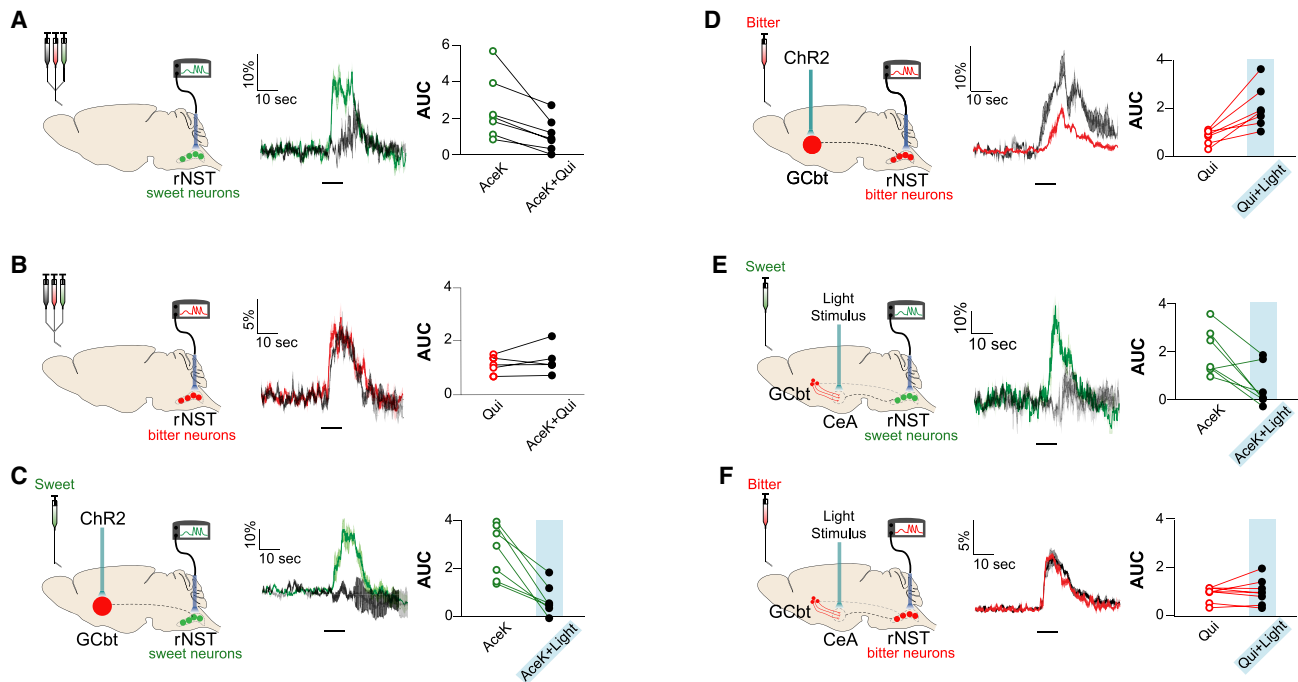 A
rNST
sweet neurons
10%
10 sec
AUC
6
4
2
0
AceK
AceK+Qui
B
rNST
bitter neurons
5%
10 sec
AUC
4
2
0
Qui
AceK+Qui
C
Sweet
ChR2
GCbt
rNST
sweet neurons
10%
10 sec
AUC
4
2
0
AceK
AceK+Light
D
Bitter
ChR2
GCbt
rNST
bitter neurons
10%
10 sec
AUC
4
2
0
Qui
Qui+Light
E
Sweet
Light
Stimulus
GCbt
CeA
rNST
sweet neurons
10%
10 sec
AUC
4
2
0
AceK
AceK+Light
F
Bitter
Light
Stimulus
GCbt
CeA
rNST
bitter neurons
5%
10 sec
AUC
4
2
0
Qui
Qui+Light